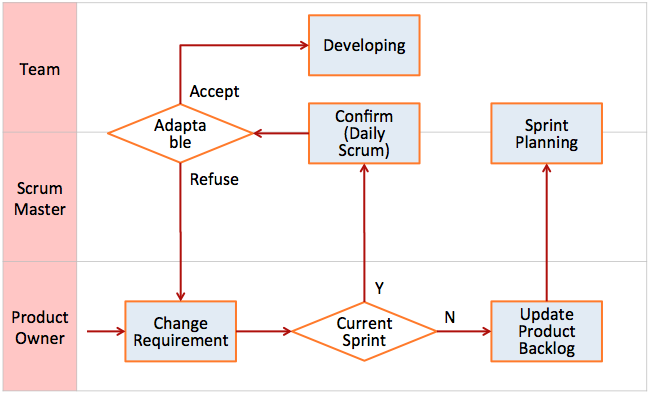 Team
Developing
Accept
Adapta
ble
Confirm
(Daily
Scrum)
Sprint
Planning
Scrum
Master
Refuse
Y
Product
Owner
Change
Requirement
Current
Sprint
N
Update
Product
Backlog